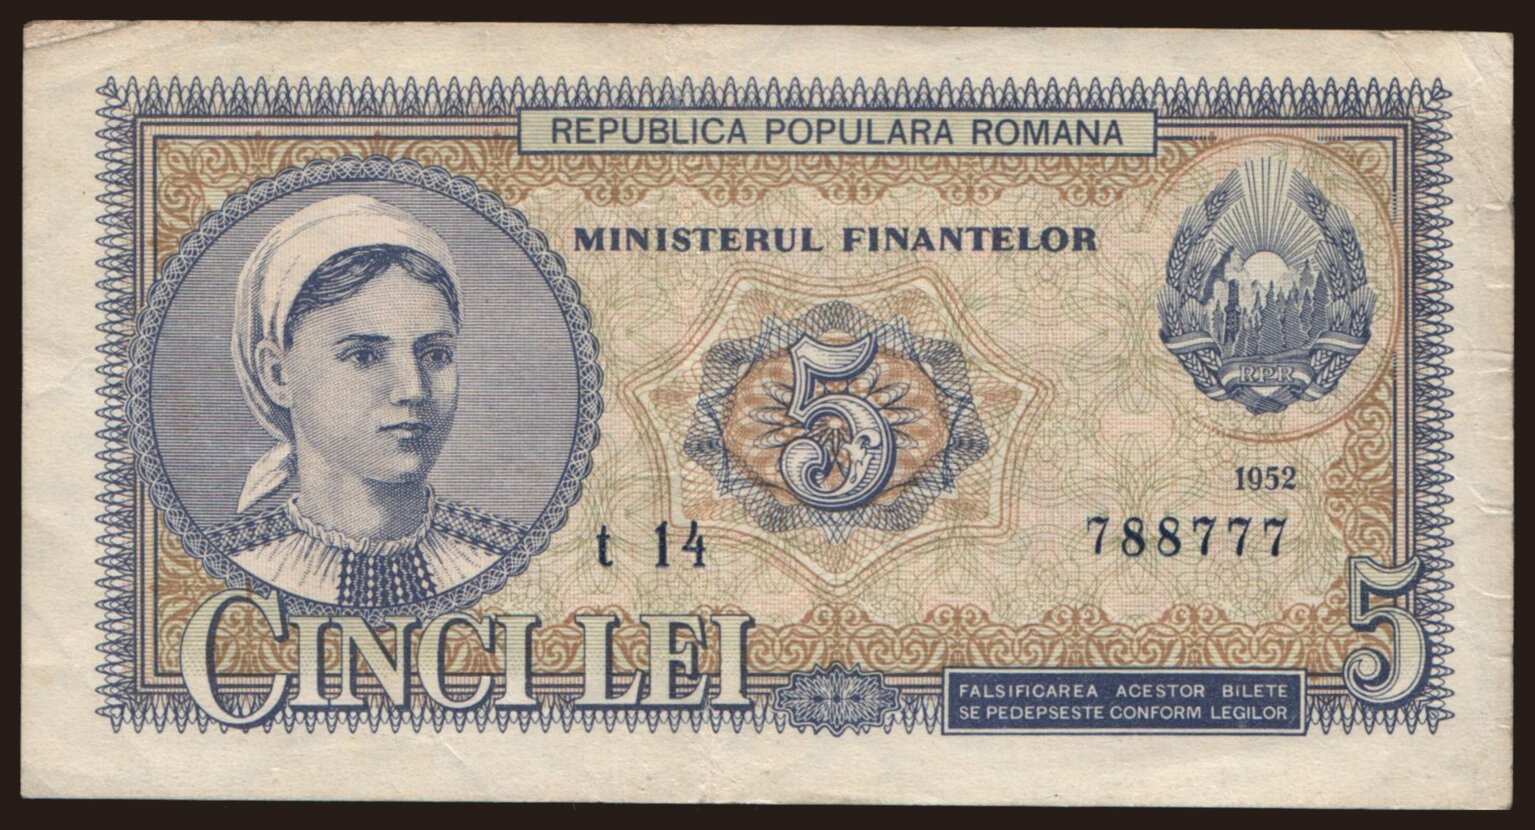 REPUBLICA POPULARA ROMANA
MINISTERUL FINANTELOR
5
RPR
1952
t 14 788777
CINCI LEI
5
FALSIFICAREA ACESTOR BILETE
SE PEDEPSESTE CONFORM LEGILOR